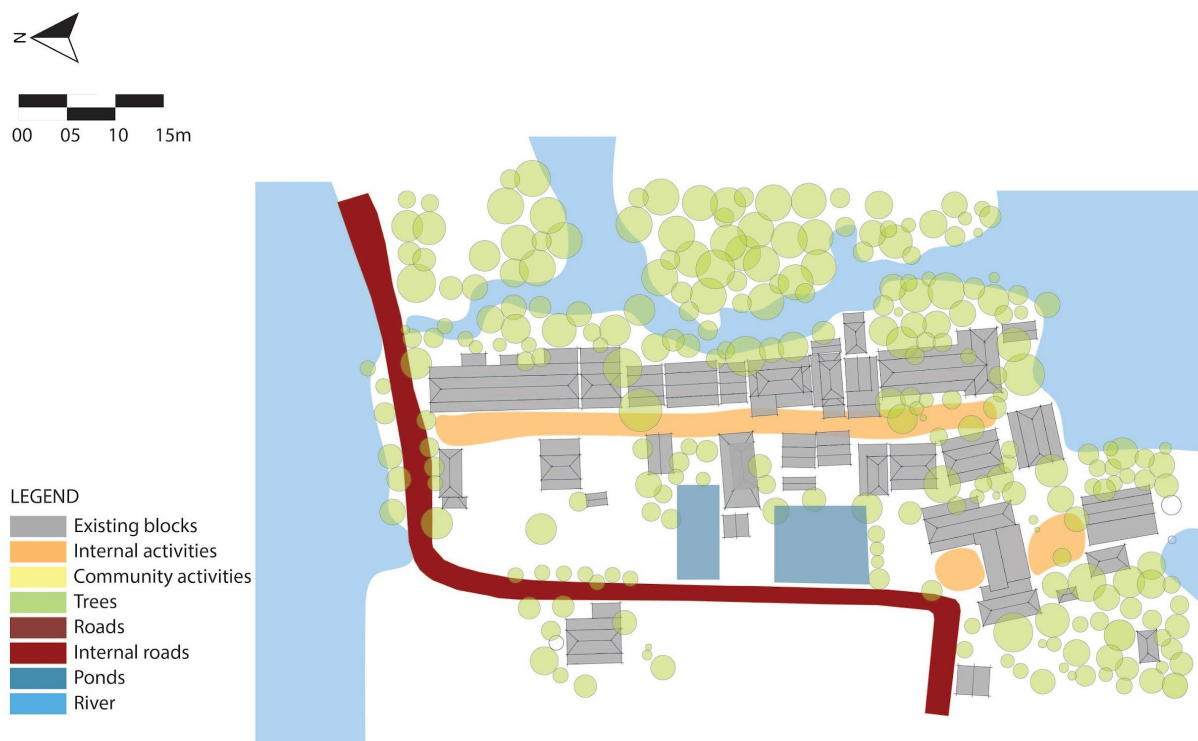 N
00 05 10 15m
LEGEND
Existing blocks
Internal activities
Community activities
Trees
Roads
Internal roads
Ponds
River